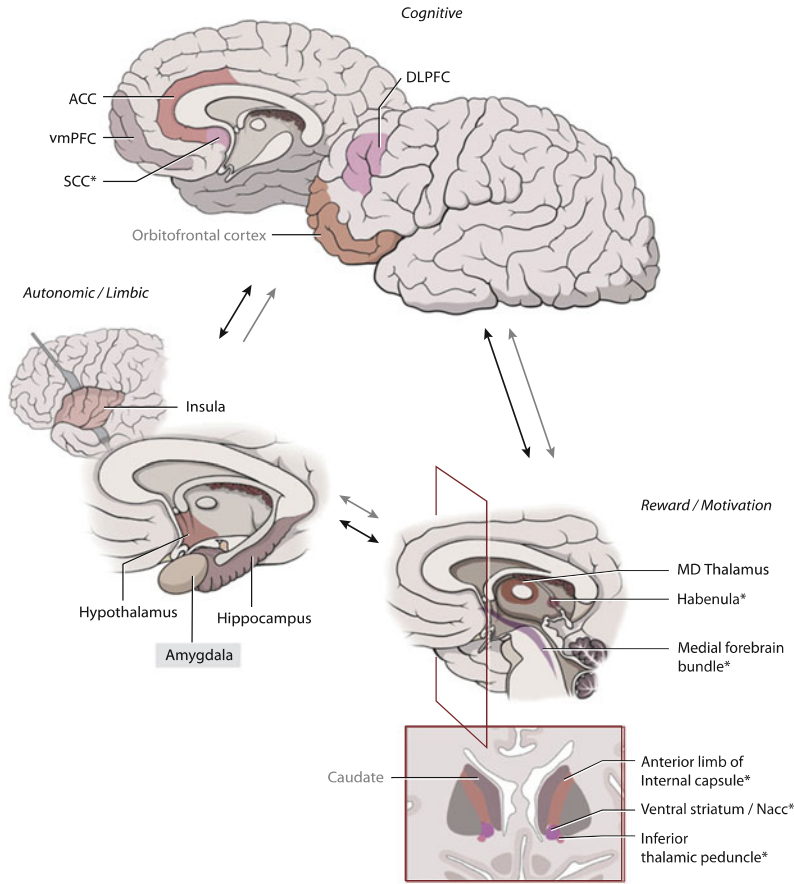 Cognitive
DLPFC
ACC
vmPFC
SCC*
Orbitofrontal cortex
Autonomic / Limbic
Insula
Hypothalamus
Hippocampus
Amygdala
Reward / Motivation
MD Thalamus
Habenula*
Medial forebrain
bundle*
Caudate
Anterior limb of
Internal capsule*
Ventral striatum / Nacc*
Inferior
thalamic peduncle*